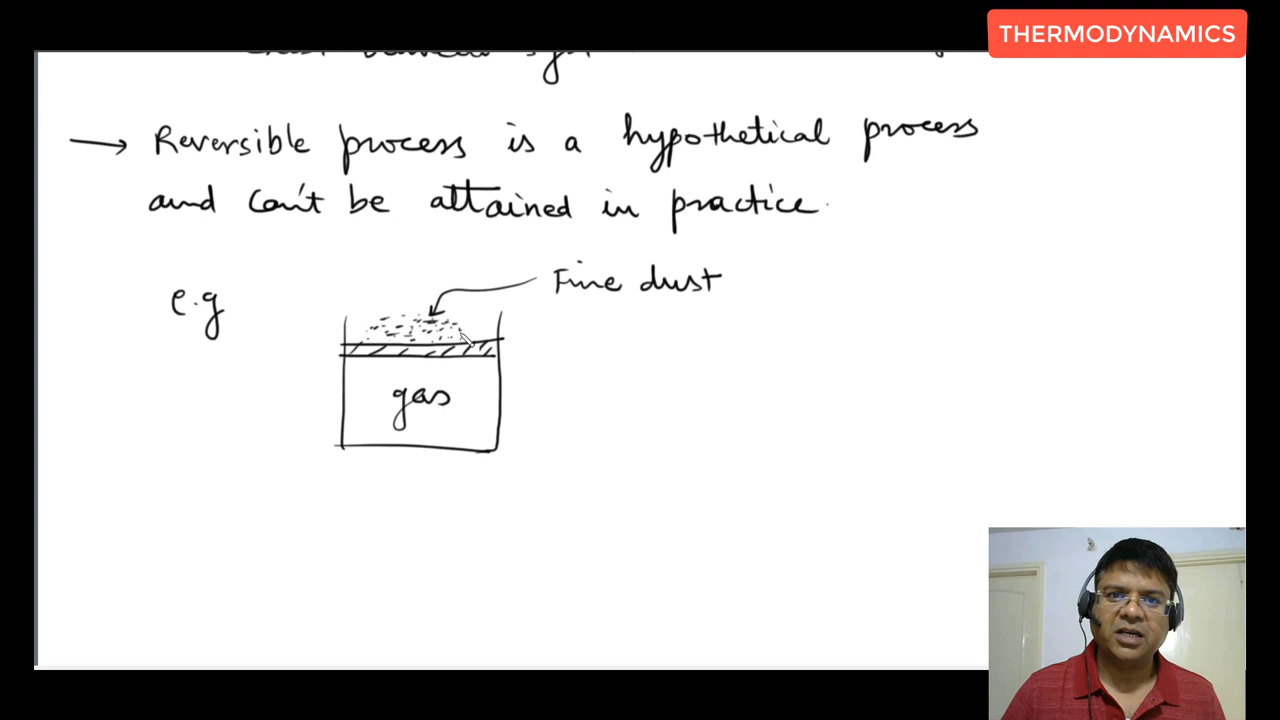 THERMODYNAMICS
→ Reversible process is a hypothetical process
and can't be attained in practice.
e.g
Fine dust
gas